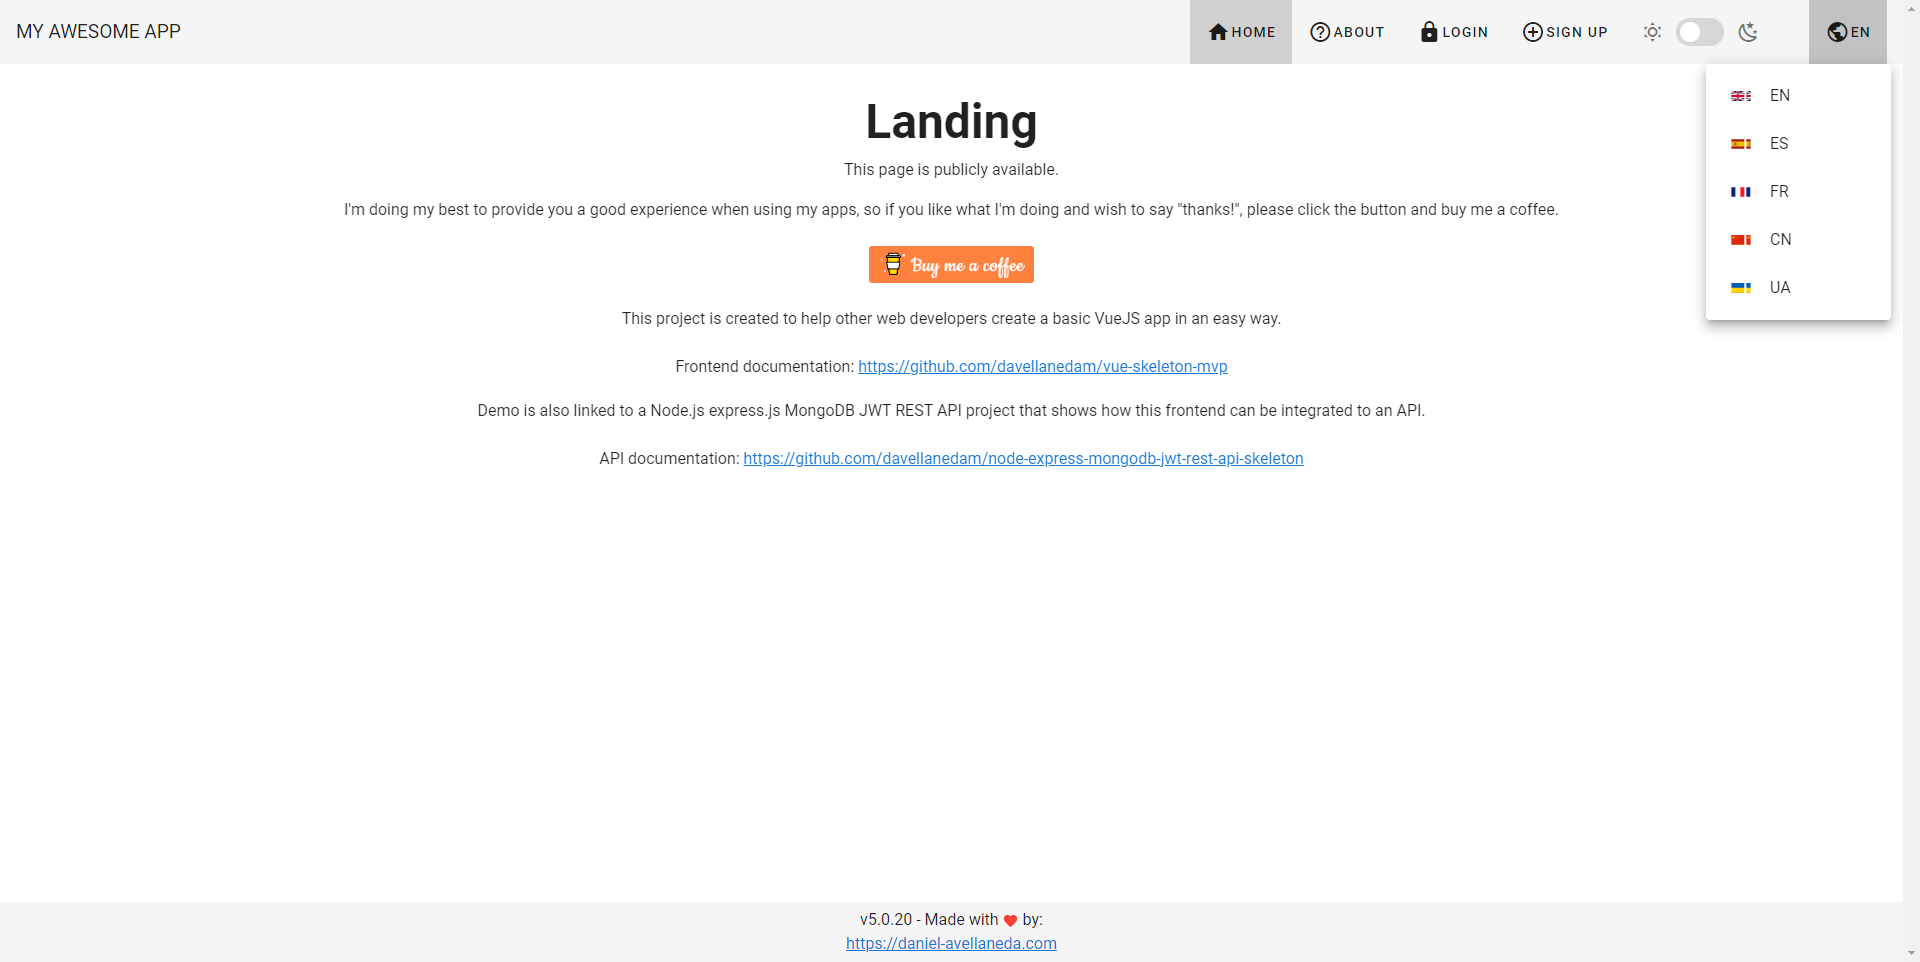 MY AWESOME APP
HOME
ABOUT
LOGIN
SIGN UP
EN
EN
ES
FR
CN
UA
Landing
This page is publicly available.
I'm doing my best to provide you a good experience when using my apps, so if you like what I'm doing and wish to say "thanks!", please click the button and buy me a coffee.
Buy me a coffee
This project is created to help other web developers create a basic VueJS app in an easy way.
Frontend documentation: https://github.com/davellanedam/vue-skeleton-mvp
Demo is also linked to a Node.js express.js MongoDB JWT REST API project that shows how this frontend can be integrated to an API.
API documentation: https://github.com/davellanedam/node-express-mongodb-jwt-rest-api-skeleton
v5.0.20 - Made with ❤ by:
https://daniel-avellaneda.com